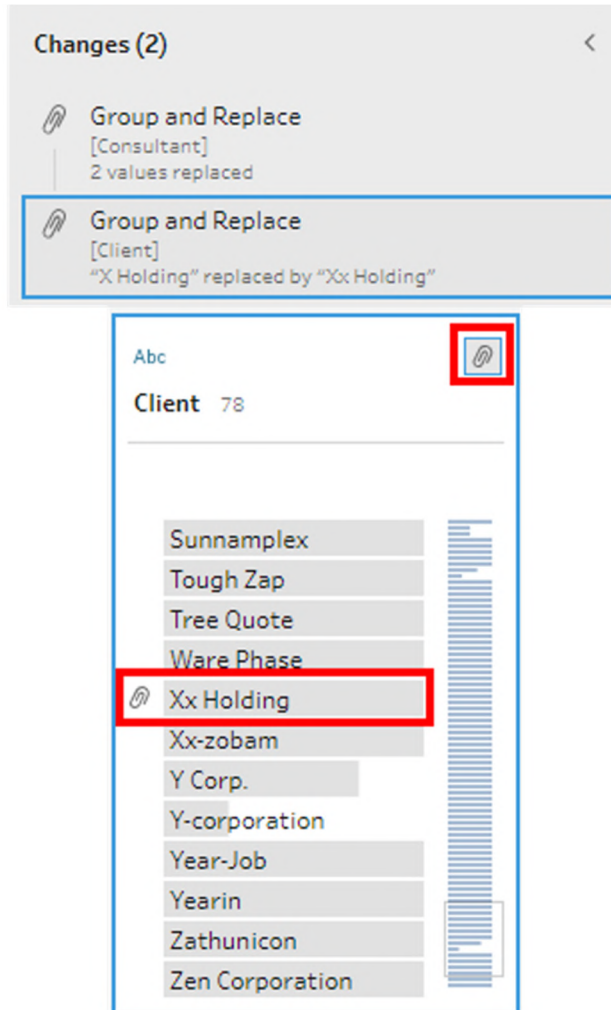 Changes (2)
Group and Replace
[Consultant]
2 values replaced
Group and Replace
[Client]
“X Holding” replaced by “Xx Holding”
Abc
Client 78
Sunnamplex
Tough Zap
Tree Quote
Ware Phase
Xx Holding
Xx-zobam
Y Corp.
Y-corporation
Year-Job
Yearin
Zathunicon
Zen Corporation